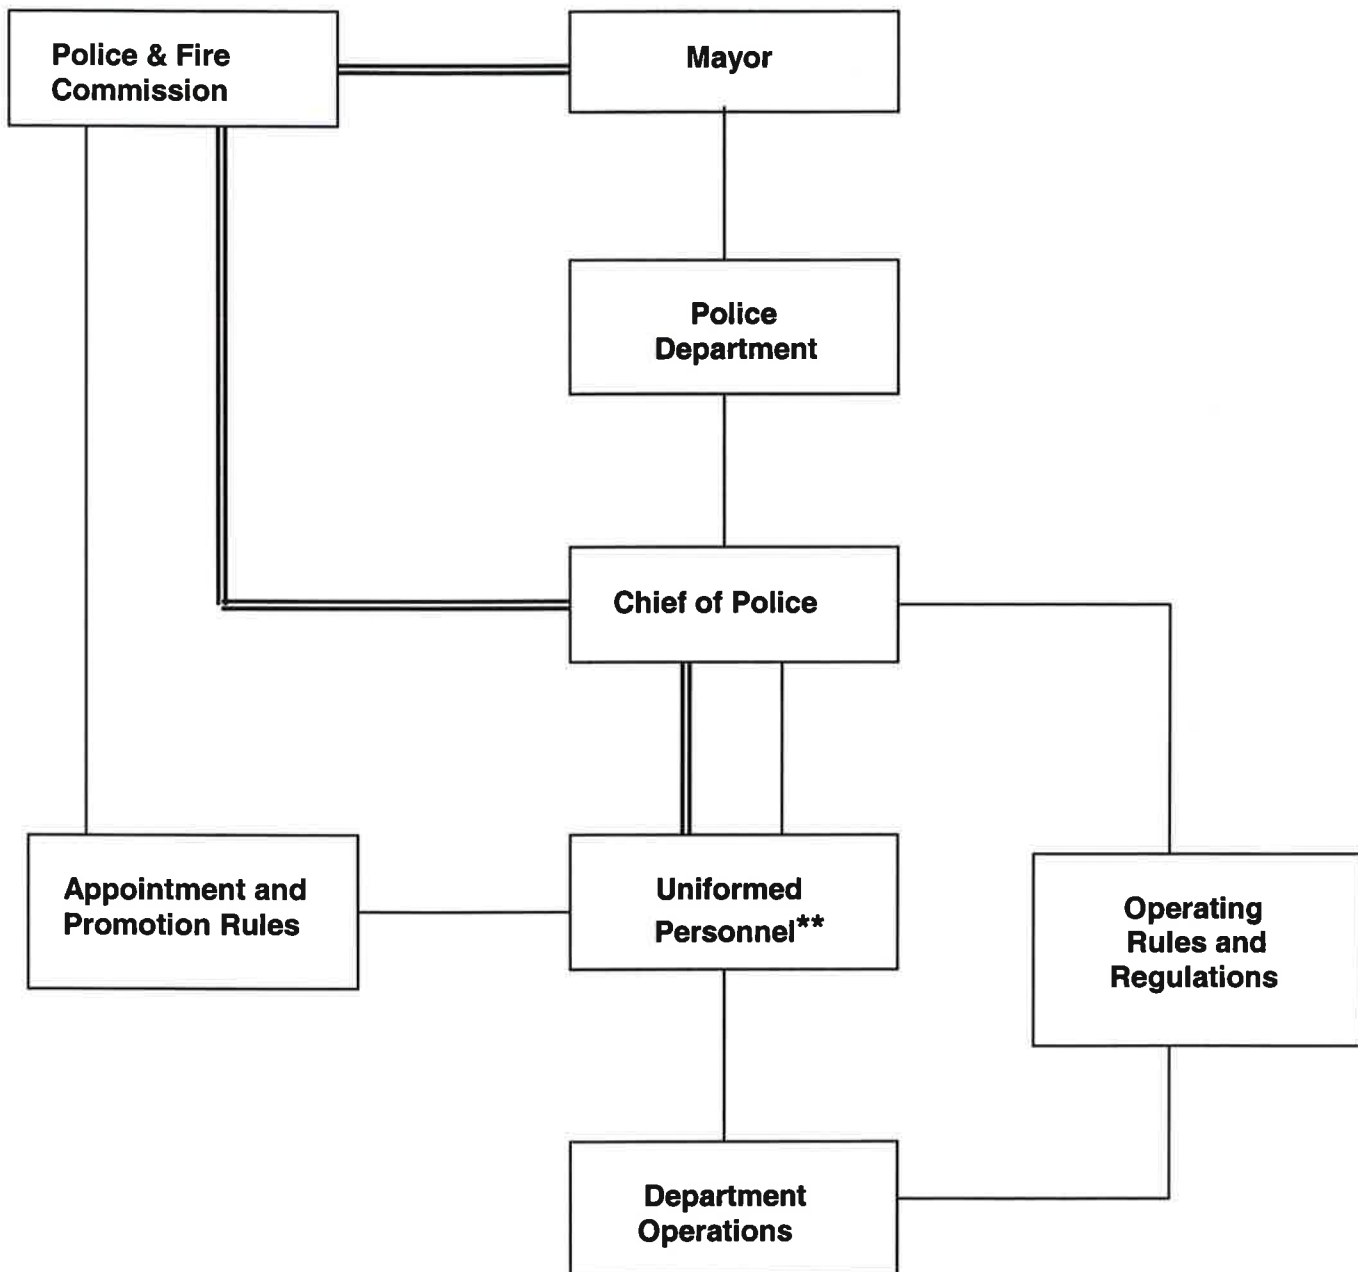 Police & Fire
Commission
Mayor
Police
Department
Chief of Police
Appointment and
Promotion Rules
Uniformed
Personnel**
Operating
Rules and
Regulations
Department
Operations